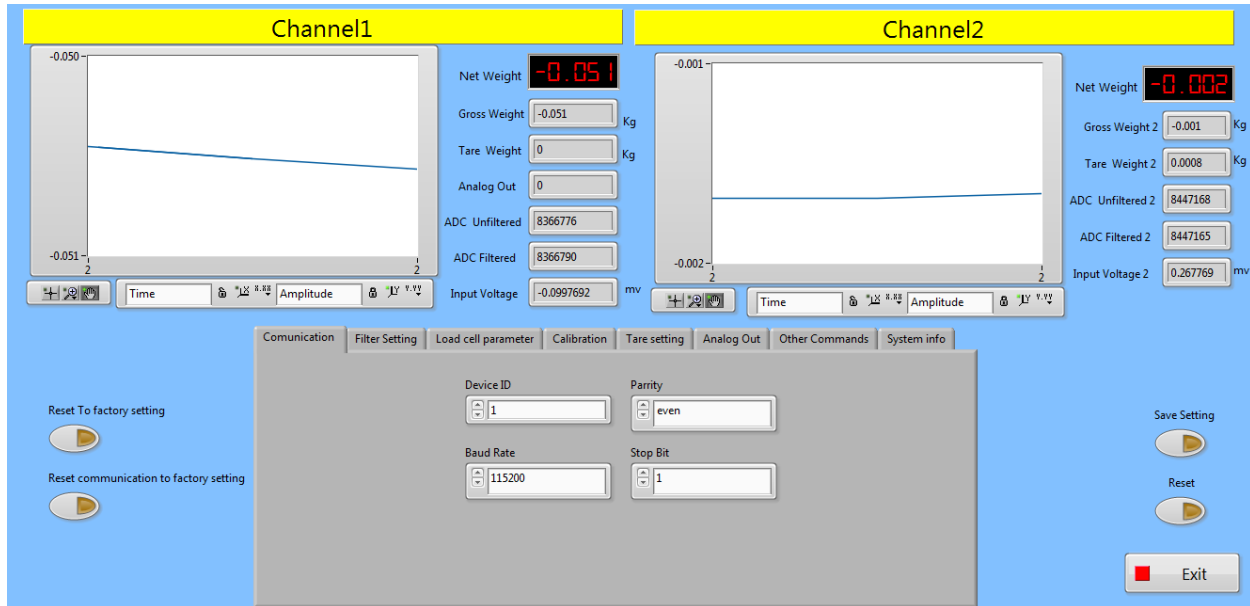 Channel1
-0.050
-0.051
2
2
Time
Amplitude
Net Weight -0.051
Gross Weight -0.051 Kg
Tare Weight 0 Kg
Analog Out 0
ADC Unfiltered 8366776
ADC Filtered 8366790
Input Voltage -0.0997692 mv
Channel2
-0.001
-0.002
2
2
Time
Amplitude
Net Weight -0.002
Gross Weight 2 -0.001 Kg
Tare Weight 2 0.0008 Kg
ADC Unfiltered 2 8447168
ADC Filtered 2 8447165
Input Voltage 2 0.267769 mv
Comunication Filter Setting Load cell parameter Calibration Tare setting Analog Out Other Commands System info
Device ID
1
Parrity
even
Baud Rate
115200
Stop Bit
1
Reset To factory setting
Reset communication to factory setting
Save Setting
Reset
Exit